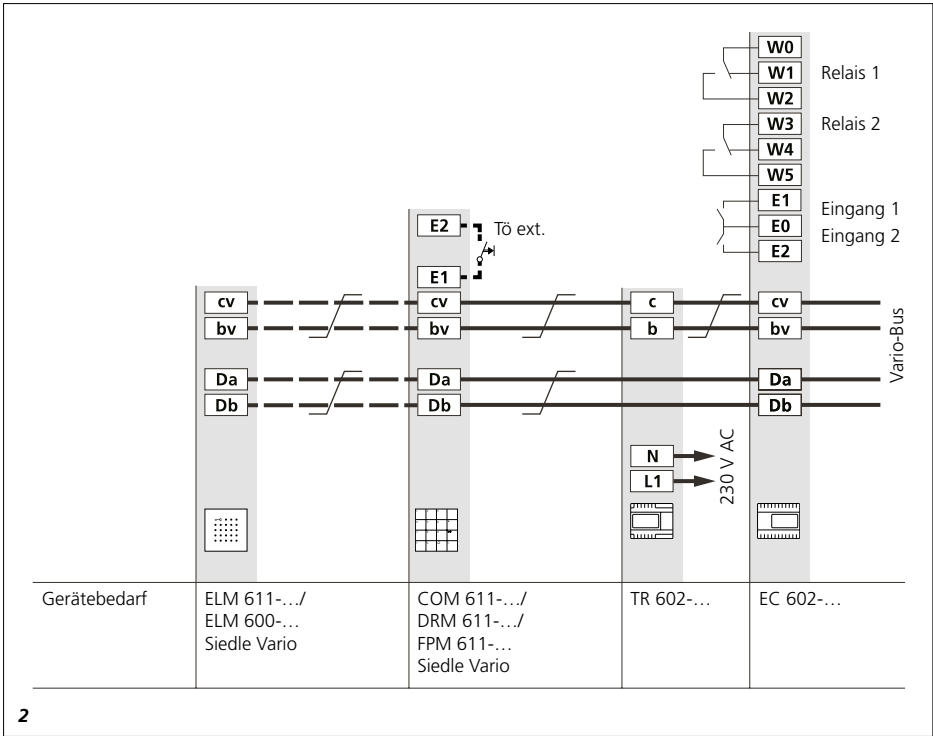 W0
W1 Relais 1
W2
W3 Relais 2
W4
W5
E1 Eingang 1
E0
Eingang 2
E2
E2 Tö ext.
E1
cv cv c cv
bv bv b bv
Da Da Da
Db Db Db
Vario-Bus
N
L1
230 V AC
Gerätebedarf
ELM 611-…/
ELM 600-…
Siedle Vario
COM 611-…/
DRM 611-…/
FPM 611-…
Siedle Vario
TR 602-…
EC 602-…
2